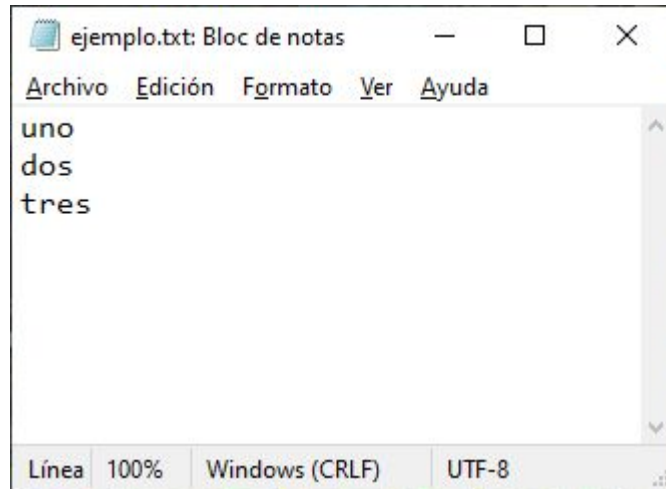 ejemplo.txt: Bloc de notas
Archivo Edición Formato Ver Ayuda
uno
dos
tres
Línea 100% Windows (CRLF) UTF-8